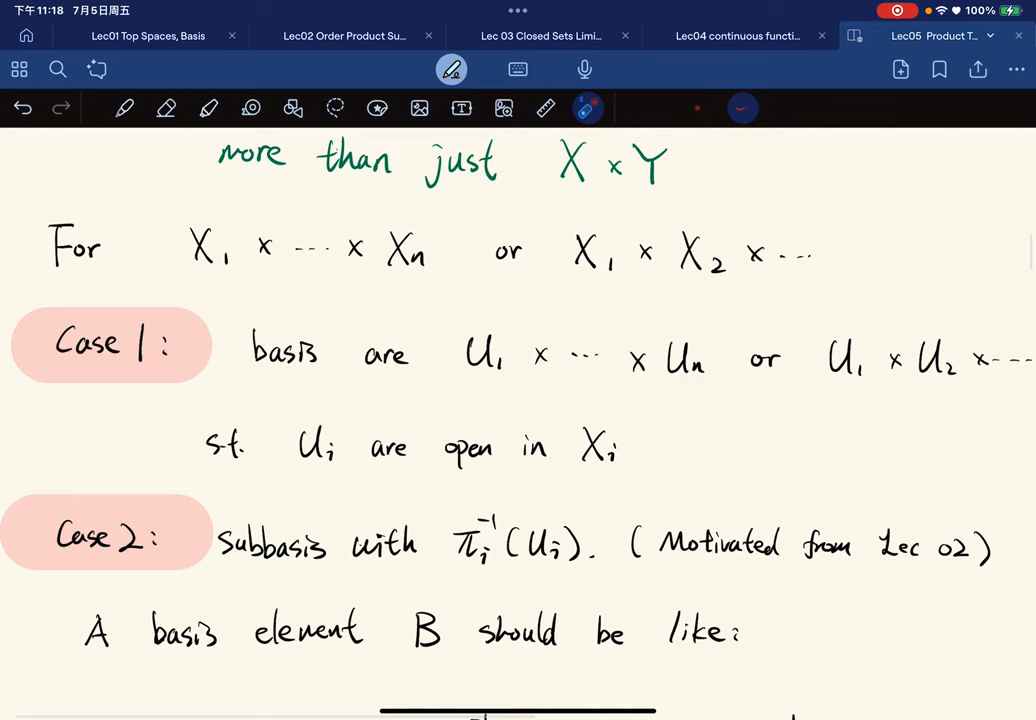 下午11:18 7月5日周五
100%
Lec01 Top Spaces, Basis
Lec02 Order Product Su...
Lec 03 Closed Sets Limi...
Lec04 continuous functi...
Lec05 Product T...
more than just X × Y
For X₁ × ... × Xₙ or X₁ × X₂ × ...
Case 1: basis are U₁ × ... × Uₙ or U₁ × U₂ × ...
s.t. Uᵢ are open in Xᵢ
Case 2: subbasis with πᵢ⁻¹(Uᵢ). (Motivated from Lec 02)
A basis element B should be like: